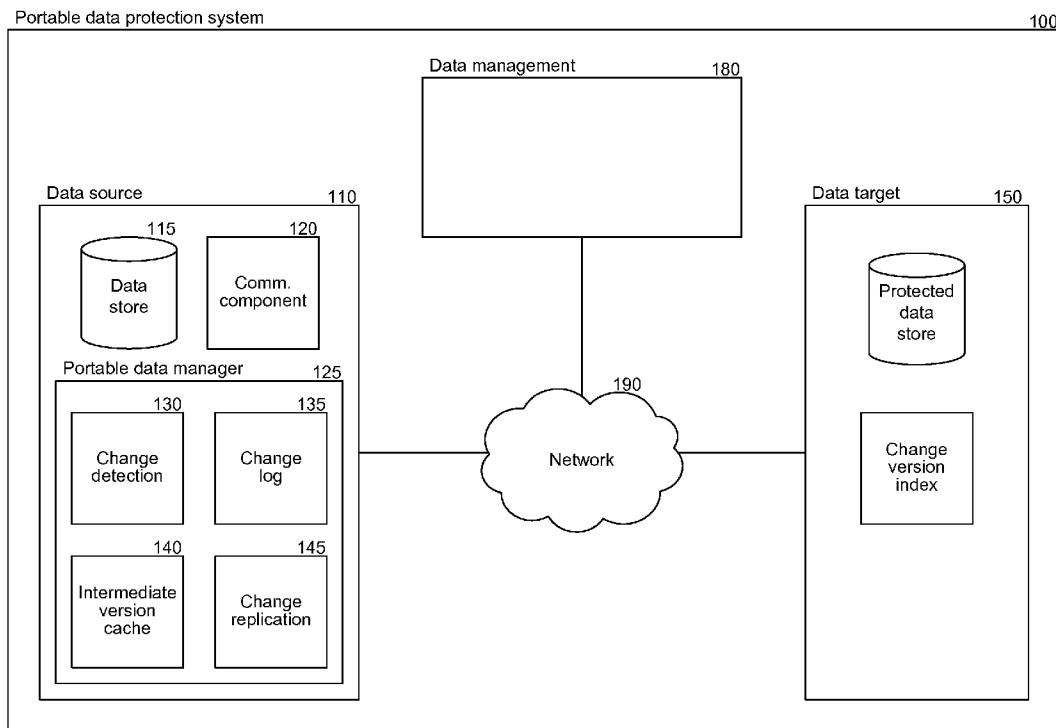 Portable data protection system
100
Data management
180
Data source
110
115
Data
store
120
Comm.
component
Portable data manager
125
130
Change
detection
135
Change
log
140
Intermediate
version
cache
145
Change
replication
190
Network
Data target
150
Protected
data
store
Change
version
index